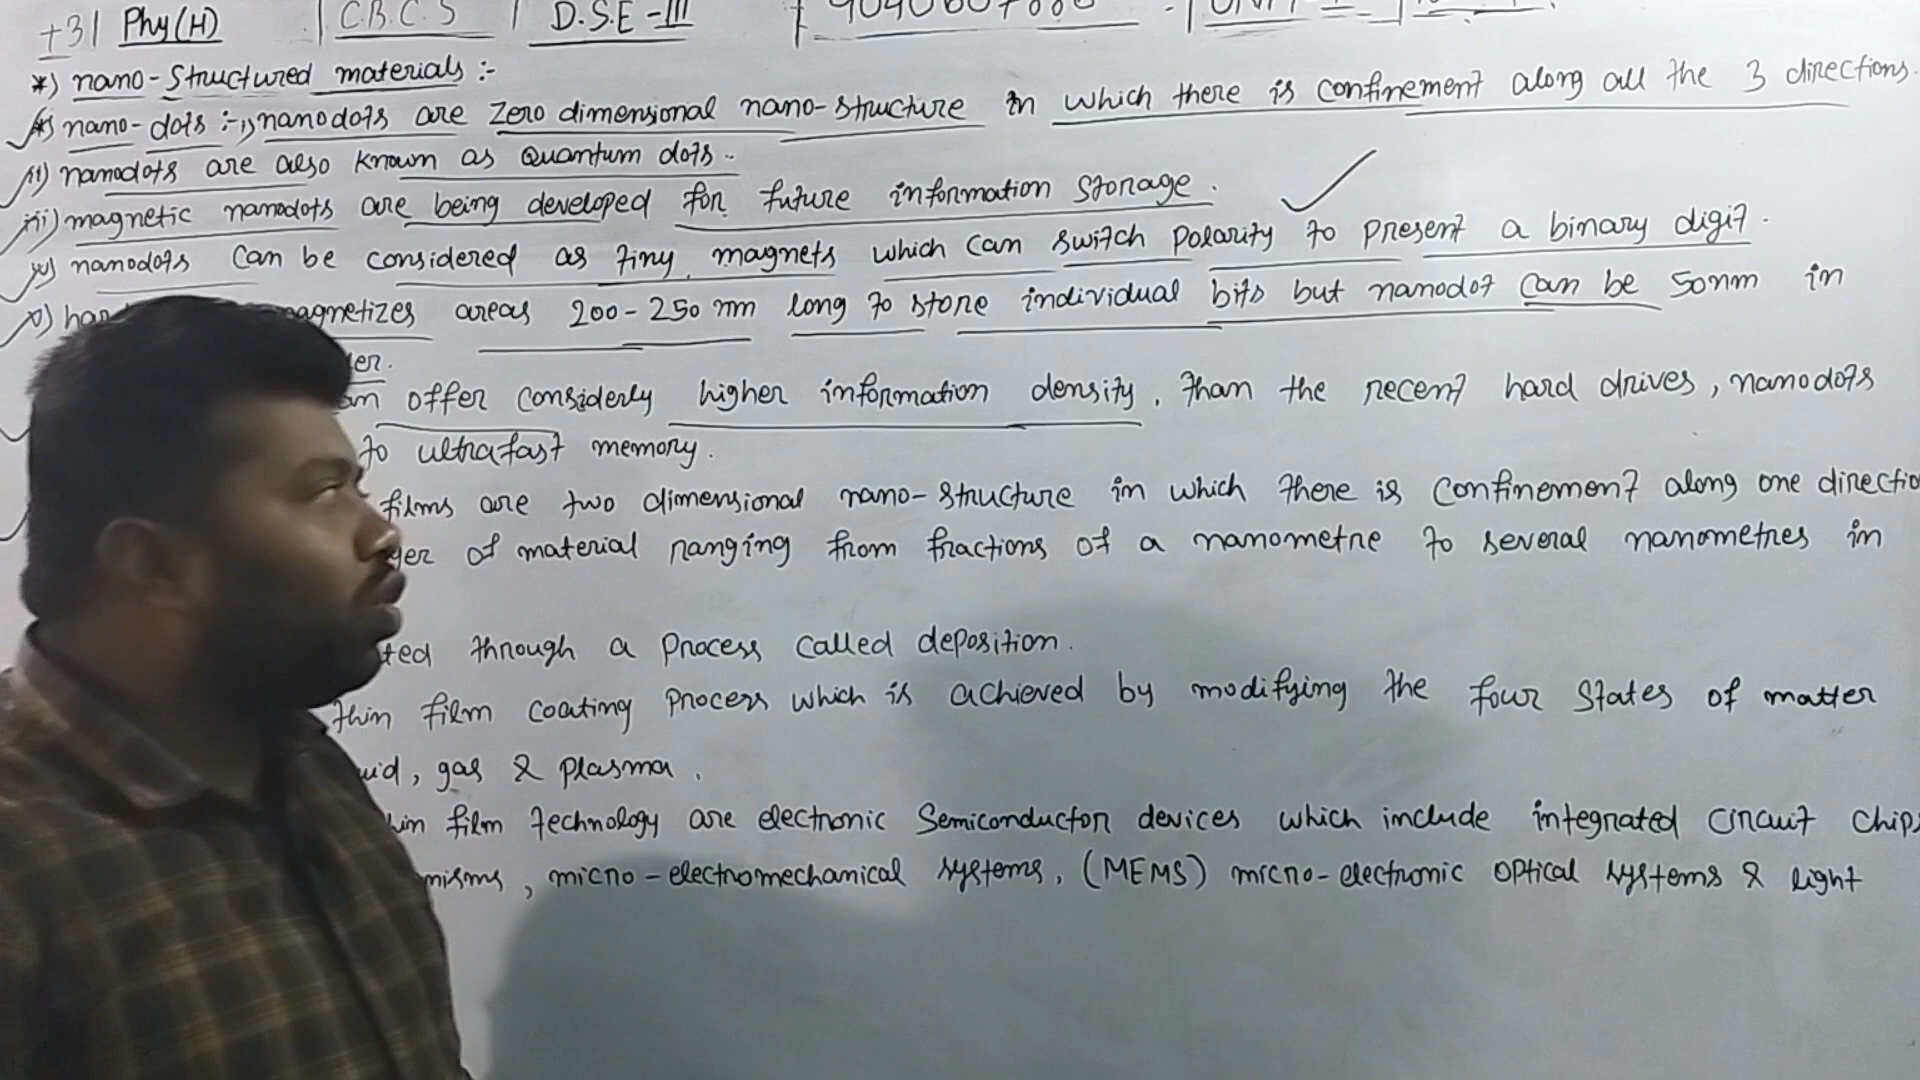 +3 | Phy(H) | C.B.C.S | D.S.E-III
*) nano-Structured materials :-
*) nano-dots :- i) nanodots are zero dimensional nano-structure in which there is confinement along all the 3 directions.
ii) nanodots are also known as Quantum dots.
iii) magnetic nanodots are being developed for future information storage.
iv) nanodots can be considered as tiny magnets which can switch polarity to present a binary digit.
v) har agnetizes areas 200-250 nm long to store individual bits but nanodot can be 50nm in
er.
an offer considerly higher information density, than the recent hard drives, nanodots
to ultrafast memory.
films are two dimensional nano-structure in which there is confinement along one directio
yer of material ranging from fractions of a nanometre to several nanometres in
ted through a process called deposition.
thin film coating process which is achieved by modifying the four states of matter
uid, gas & plasma.
hin film technology are electronic semiconductor devices which include integrated circuit chips
nisms, micro-electromechanical systems, (MEMS) micro-electronic optical systems & light